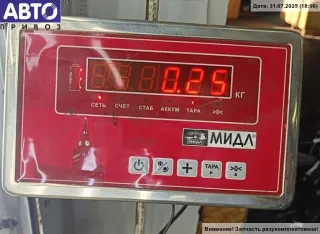 АВТО
ПРИВОЗ
Дата: 31.07.2025 (18:06)
0.25
КГ
СЕТЬ СЧЕТ СТАБ АККУМ ТАРА >0<
МИДЛ
ТАРА >0<
Внимание! Запчасть разукомплектована!